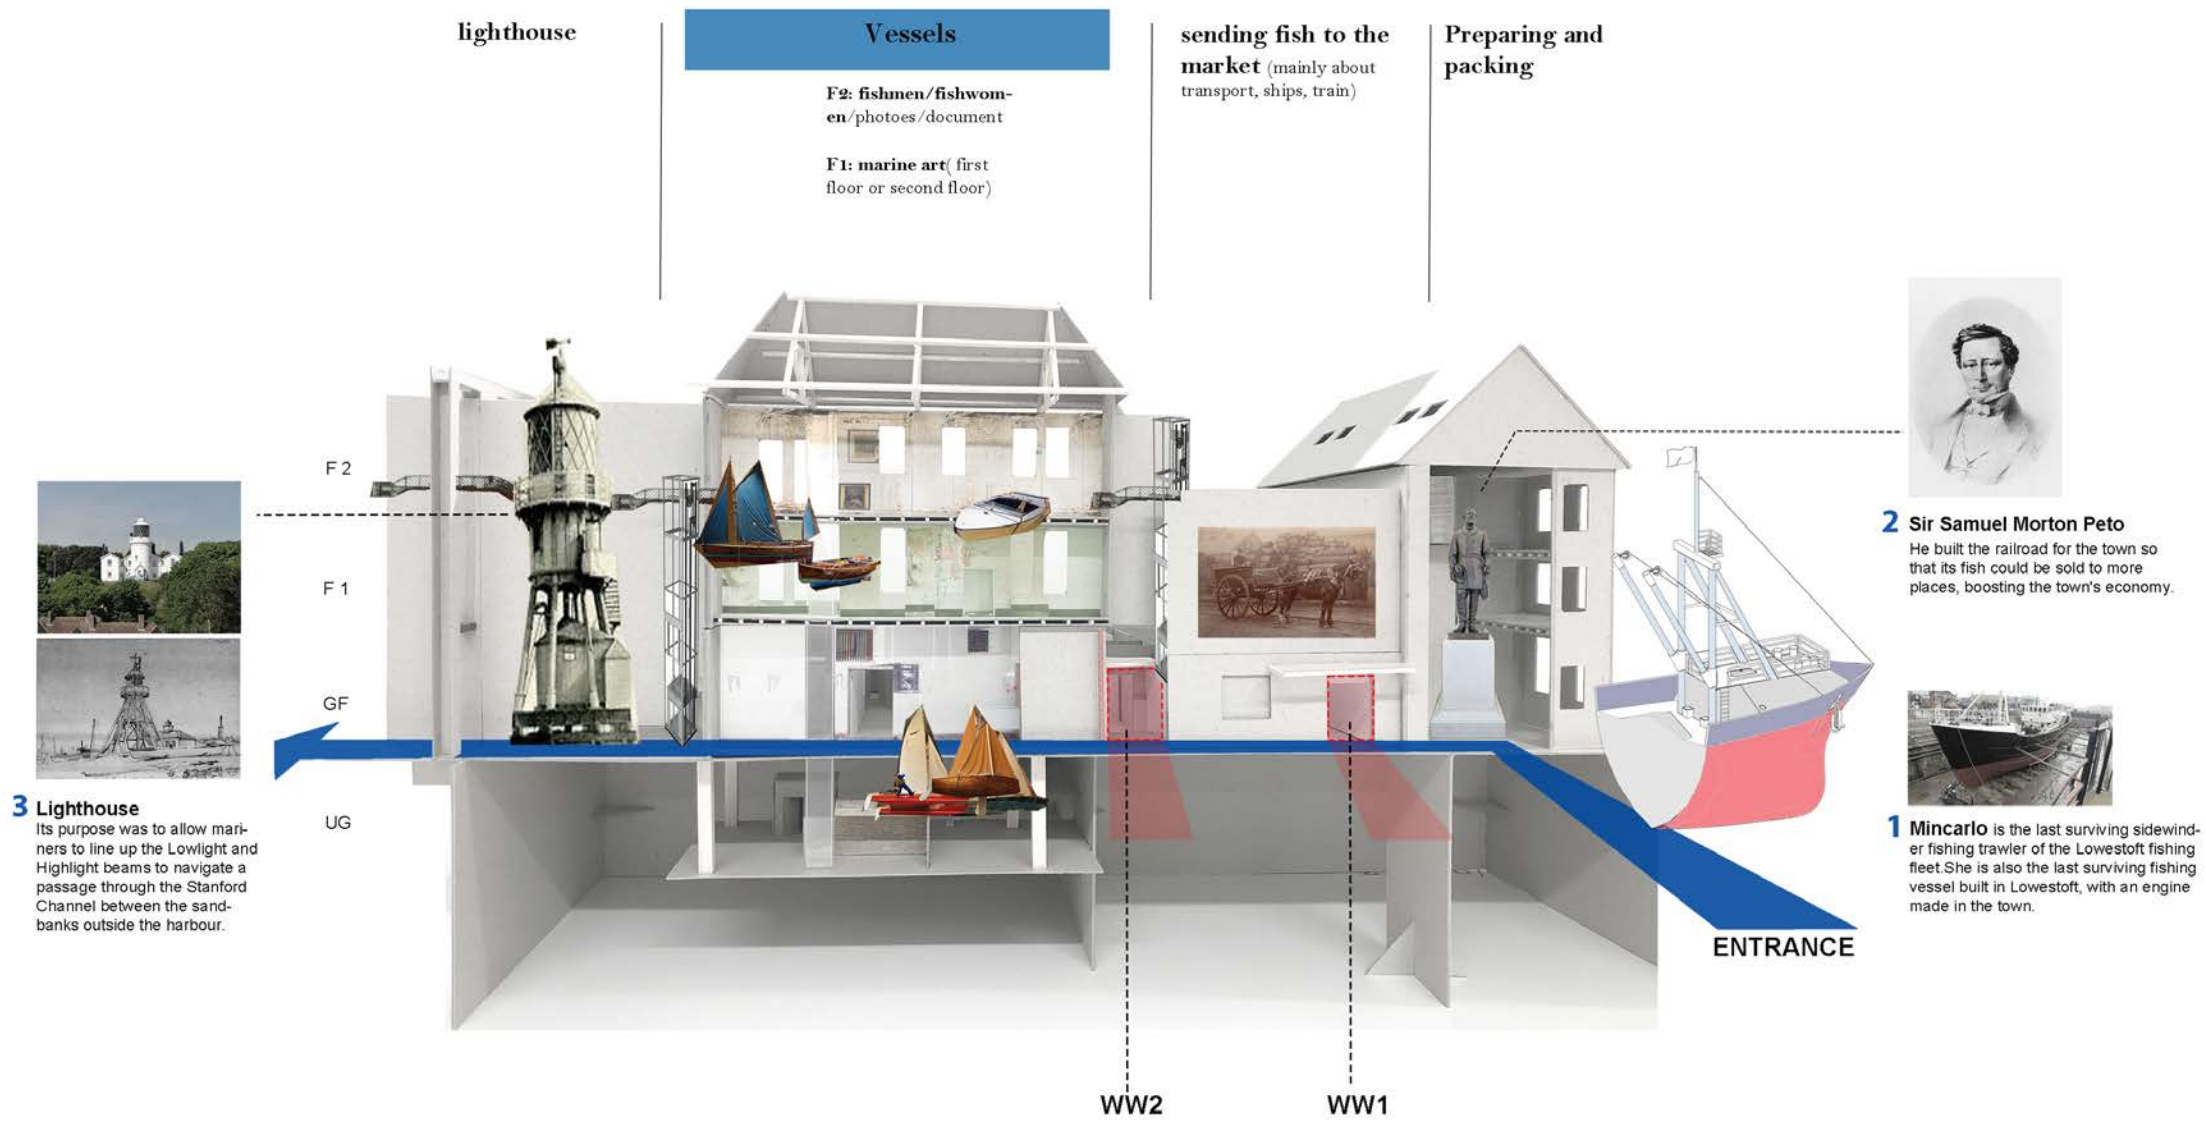 lighthouse
Vessels
F2: fishmen/fishwom-
en/photoes/document
F1: marine art( first
floor or second floor)
sending fish to the
market (mainly about
transport, ships, train)
Preparing and
packing
F 2
F 1
GF
UG
3 Lighthouse
Its purpose was to allow mari-
ners to line up the Lowlight and
Highlight beams to navigate a
passage through the Stanford
Channel between the sand-
banks outside the harbour.
2 Sir Samuel Morton Peto
He built the railroad for the town so
that its fish could be sold to more
places, boosting the town's economy.
1 Mincarlo is the last surviving sidewind-
er fishing trawler of the Lowestoft fishing
fleet.She is also the last surviving fishing
vessel built in Lowestoft, with an engine
made in the town.
ENTRANCE
WW2
WW1